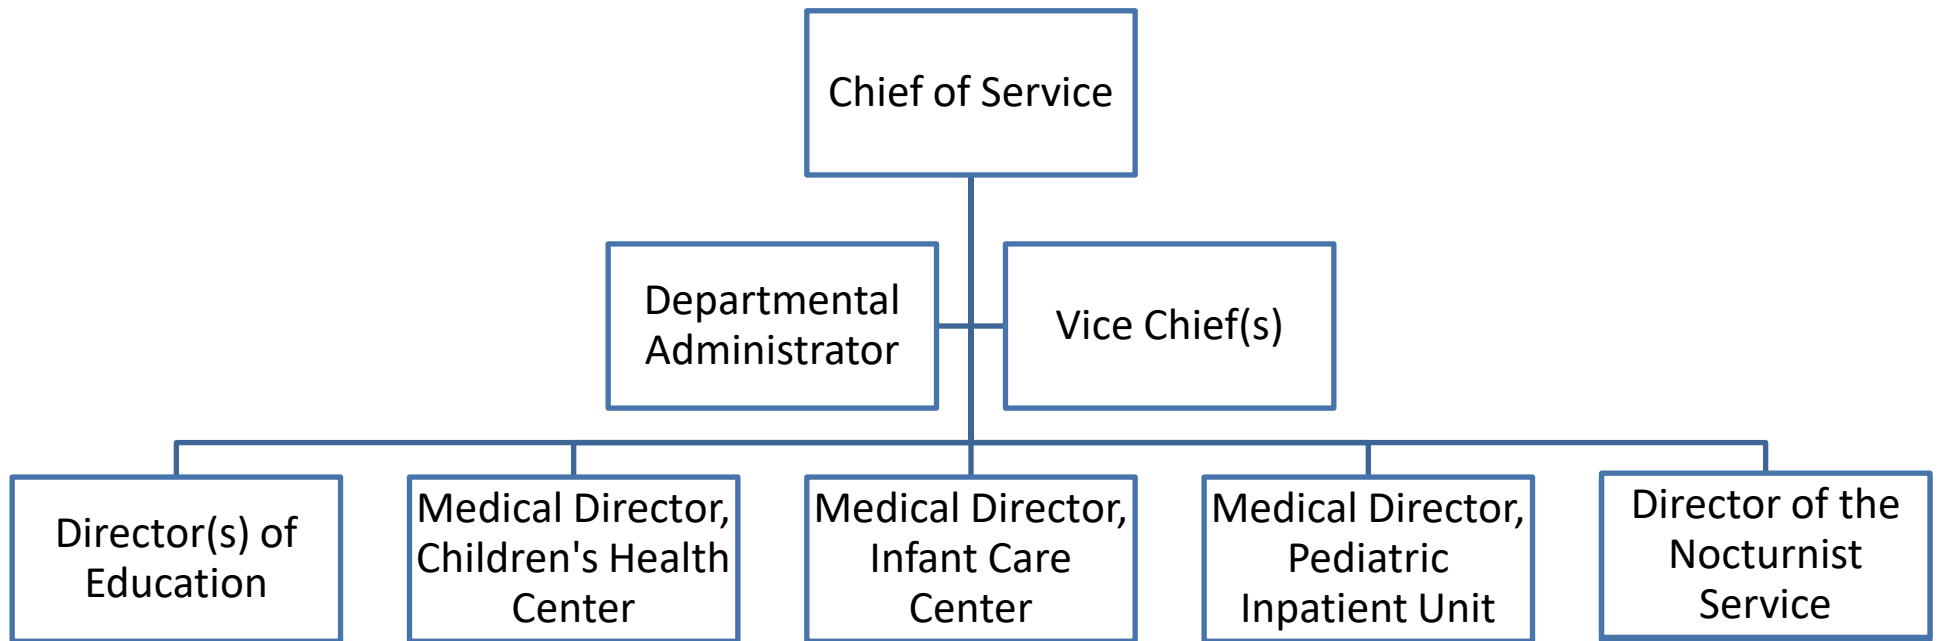 Chief of Service
Departmental
Administrator
Vice Chief(s)
Director(s) of
Education
Medical Director,
Children's Health
Center
Medical Director,
Infant Care
Center
Medical Director,
Pediatric
Inpatient Unit
Director of the
Nocturnist
Service